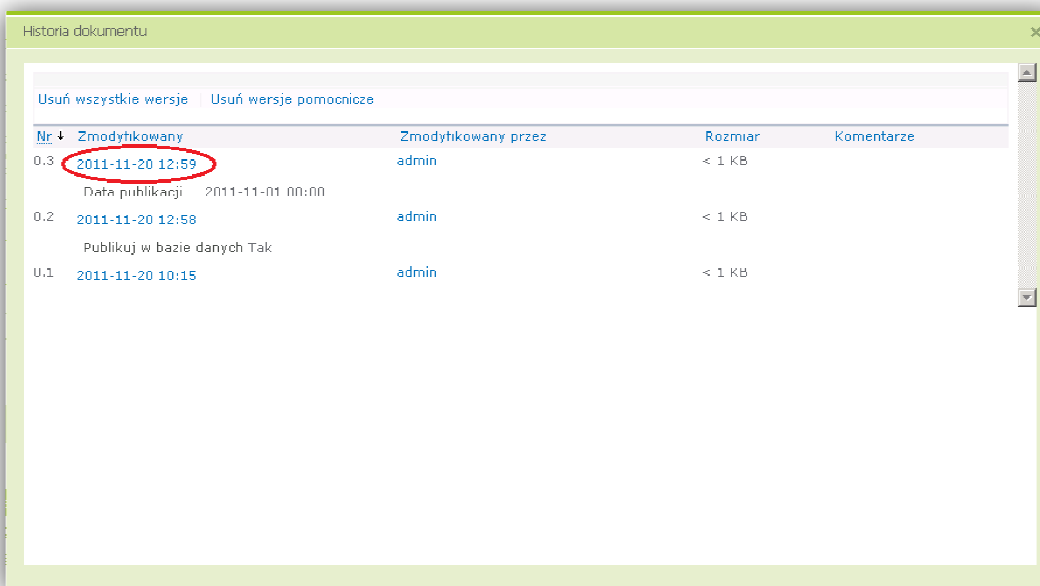 Historia dokumentu
Usuń wszystkie wersje Usuń wersje pomocnicze
Nr Zmodyfikowany Zmodyfikowany przez Rozmiar Komentarze
0.3 2011-11-20 12:59 admin < 1 KB
Data publikacji 2011-11-01 00:00
0.2 2011-11-20 12:58 admin < 1 KB
Publikuj w bazie danych Tak
0.1 2011-11-20 10:15 admin < 1 KB